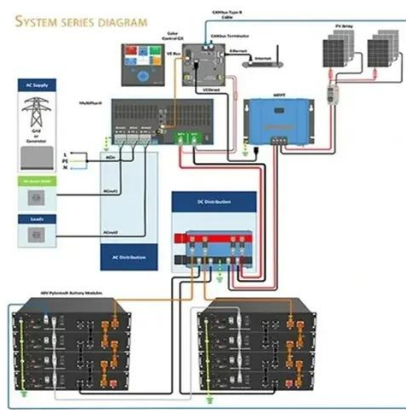 SYSTEM SERIES DIAGRAM
Color
Control GX
CANbus Type B
Cable
CANbus Terminator
VE Bus
Ethernet
Internet
VE.Direct
PV Array
AC Supply
Grid
or
Generator
MultiPlus-II
MPPT
L
PE
N
ACin
ACout1
Loads
ACout2
AC Distribution
DC Distribution
48V Pylontech Battery Modules